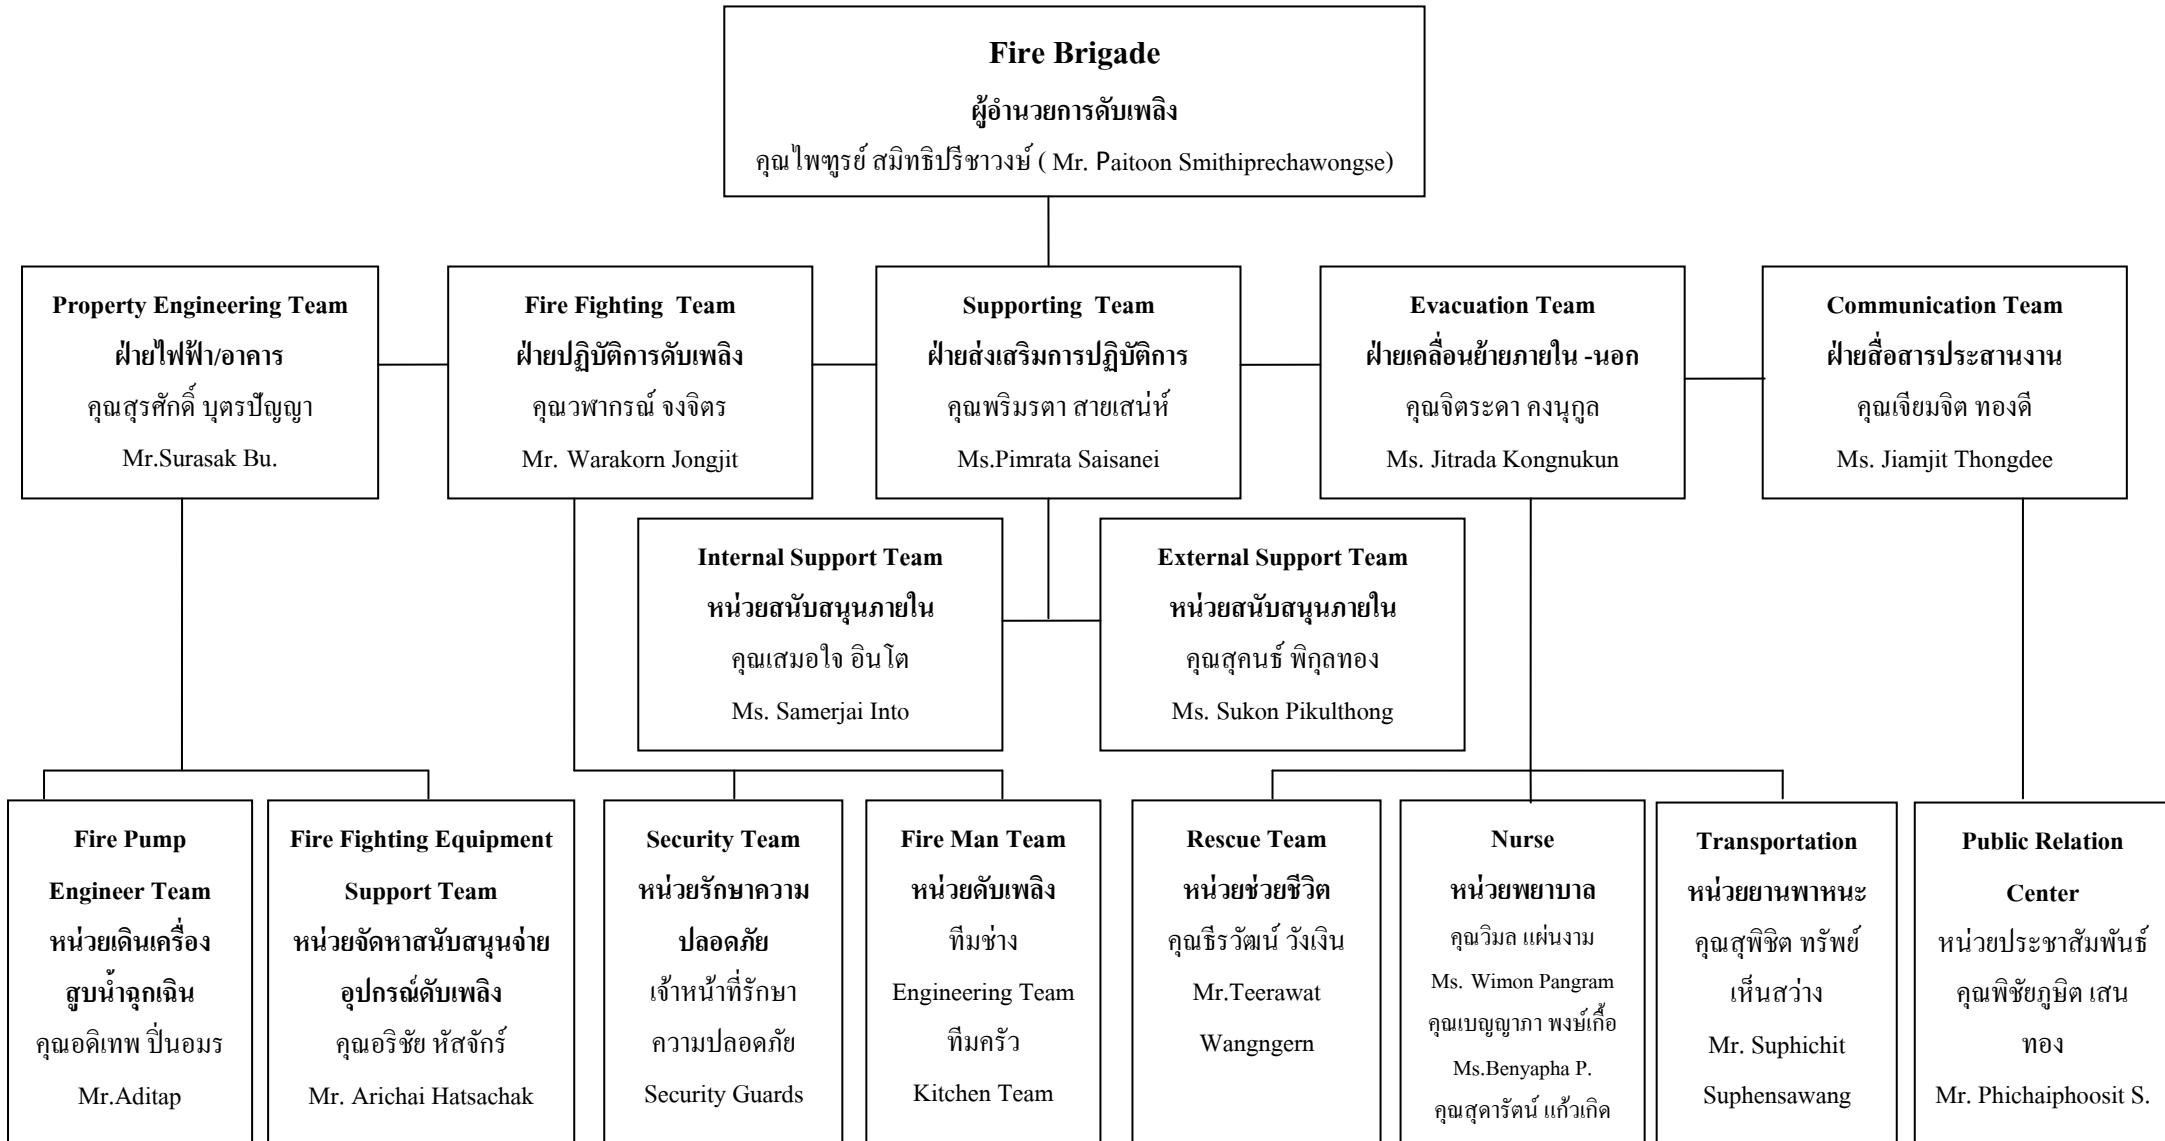 Fire Brigade
ผู้อำนวยการดับเพลิง
คุณไพฑูรย์ สมิทธิปรีชาวงษ์ ( Mr. Paitoon Smithiprechawongse)
Property Engineering Team
ฝ่ายไฟฟ้า/อาคาร
คุณสุรศักดิ์ บุตรปัญญา
Mr.Surasak Bu.
Fire Fighting Team
ฝ่ายปฏิบัติการดับเพลิง
คุณวฬากรณ์ จงจิตร
Mr. Warakorn Jongjit
Supporting Team
ฝ่ายส่งเสริมการปฏิบัติการ
คุณพริมรตา สายเสน่ห์
Ms.Pimrata Saisanei
Evacuation Team
ฝ่ายเคลื่อนย้ายภายใน -นอก
คุณจิตระดา คงนุกูล
Ms. Jitrada Kongnukun
Communication Team
ฝ่ายสื่อสารประสานงาน
คุณเจียมจิต ทองดี
Ms. Jiamjit Thongdee
Internal Support Team
หน่วยสนับสนุนภายใน
คุณเสมอใจ อินโต
Ms. Samerjai Into
External Support Team
หน่วยสนับสนุนภายใน
คุณสุคนธ์ พิกุลทอง
Ms. Sukon Pikulthong
Fire Pump
Engineer Team
หน่วยเดินเครื่อง
สูบน้ำฉุกเฉิน
คุณอดิเทพ ปิ่นอมร
Mr.Aditap
Fire Fighting Equipment
Support Team
หน่วยจัดหาสนับสนุนจ่าย
อุปกรณ์ดับเพลิง
คุณอริชัย หัสจักร์
Mr. Arichai Hatsachak
Security Team
หน่วยรักษาความ
ปลอดภัย
เจ้าหน้าที่รักษา
ความปลอดภัย
Security Guards
Fire Man Team
หน่วยดับเพลิง
ทีมช่าง
Engineering Team
ทีมครัว
Kitchen Team
Rescue Team
หน่วยช่วยชีวิต
คุณธีรวัฒน์ วังเงิน
Mr.Teerawat
Wangngern
Nurse
หน่วยพยาบาล
คุณวิมล แผ่นงาม
Ms. Wimon Pangram
คุณเบญญาภา พงษ์เกื้อ
Ms.Benyapha P.
คุณสุดารัตน์ แก้วเกิด
Transportation
หน่วยยานพาหนะ
คุณสุพิชิต ทรัพย์
เห็นสว่าง
Mr. Suphichit
Suphensawang
Public Relation
Center
หน่วยประชาสัมพันธ์
คุณพิชัยภูษิต เสน
ทอง
Mr. Phichaiphoosit S.